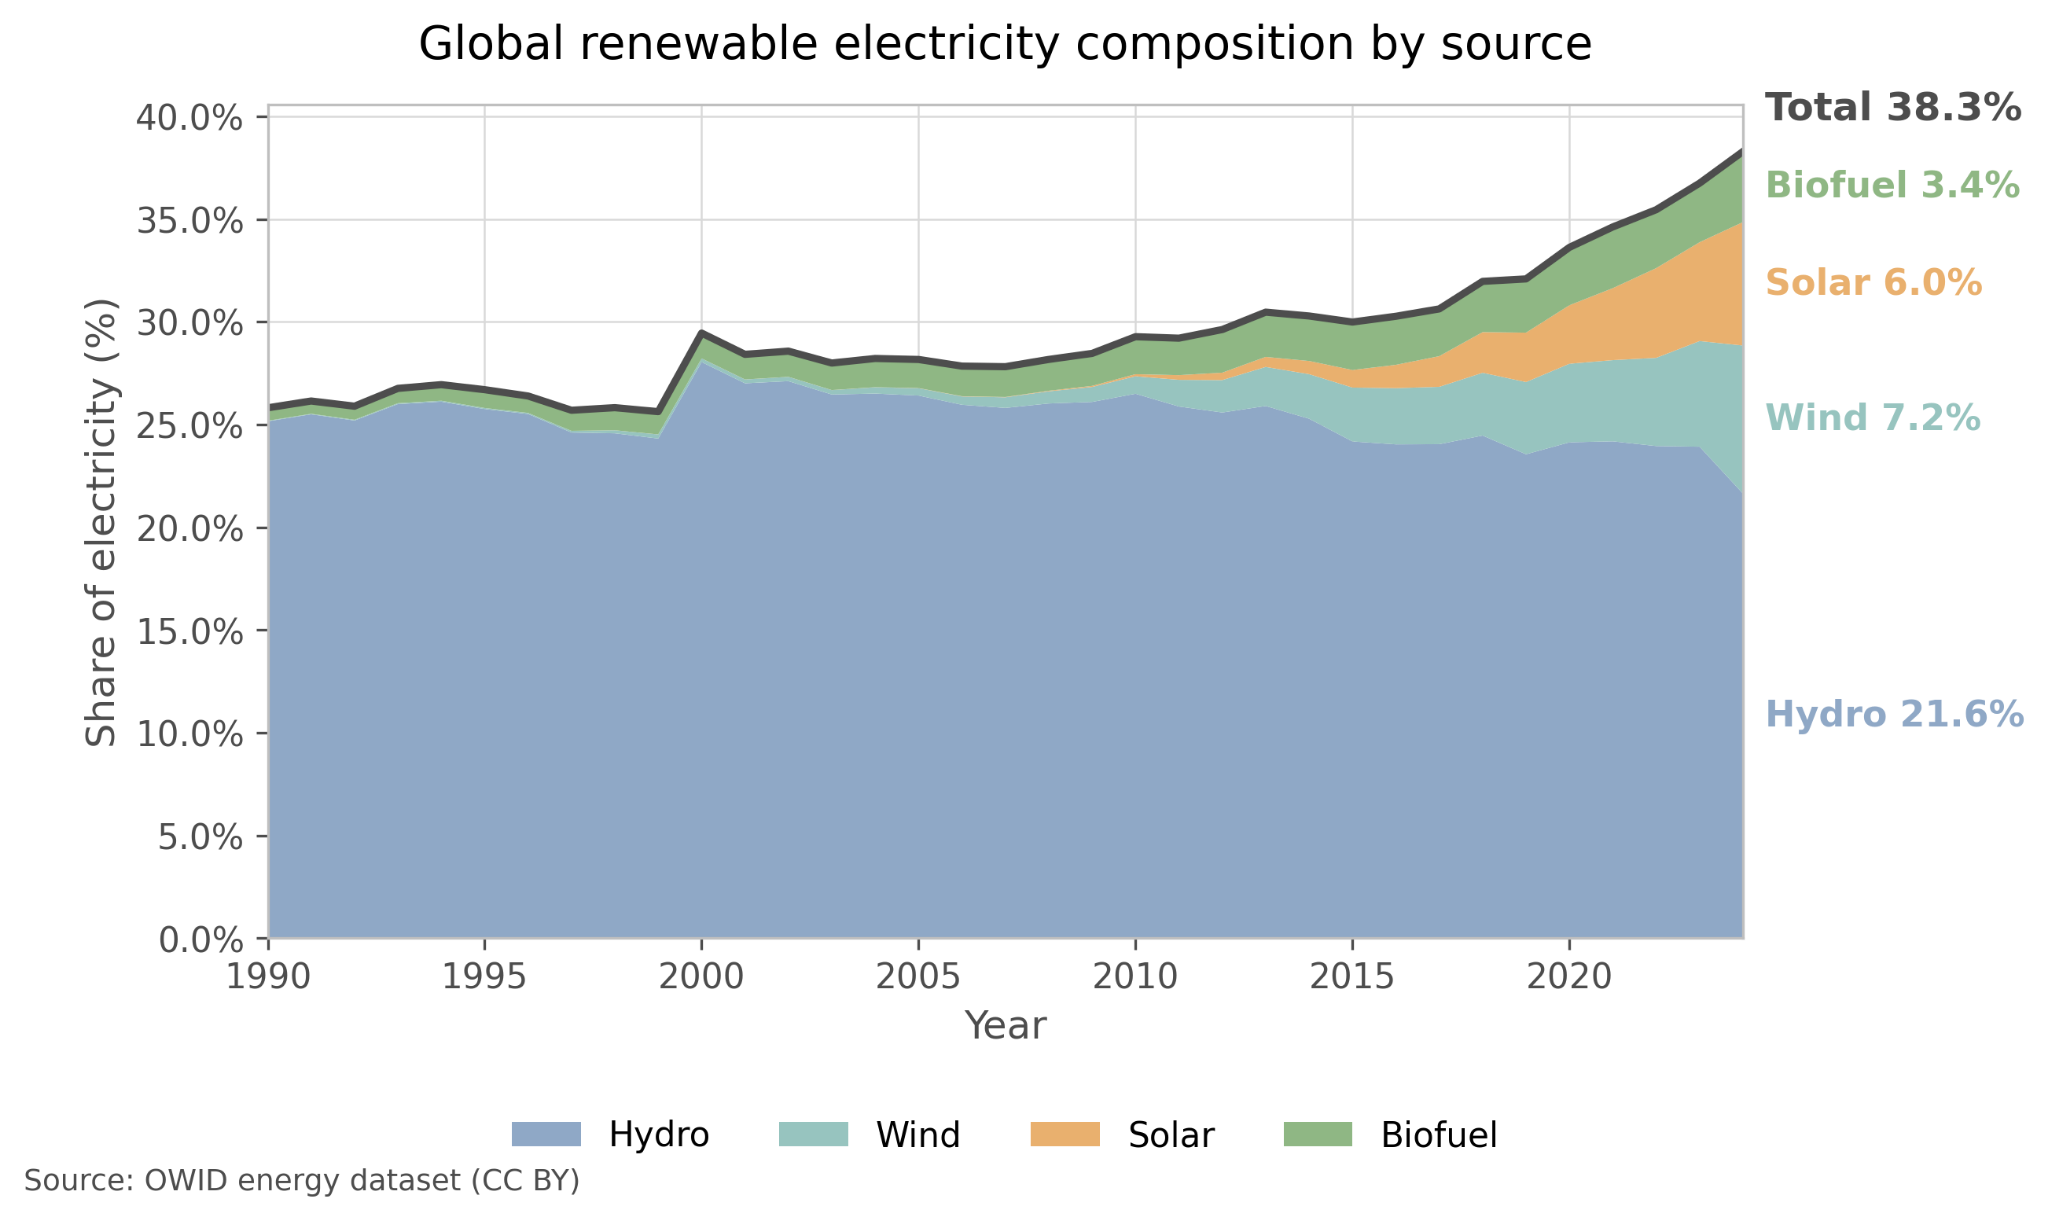 Global renewable electricity composition by source
Share of electricity (%)
40.0%
35.0%
30.0%
25.0%
20.0%
15.0%
10.0%
5.0%
0.0%
1990
1995
2000
2005
2010
2015
2020
Year
Total 38.3%
Biofuel 3.4%
Solar 6.0%
Wind 7.2%
Hydro 21.6%
Hydro
Wind
Solar
Biofuel
Source: OWID energy dataset (CC BY)